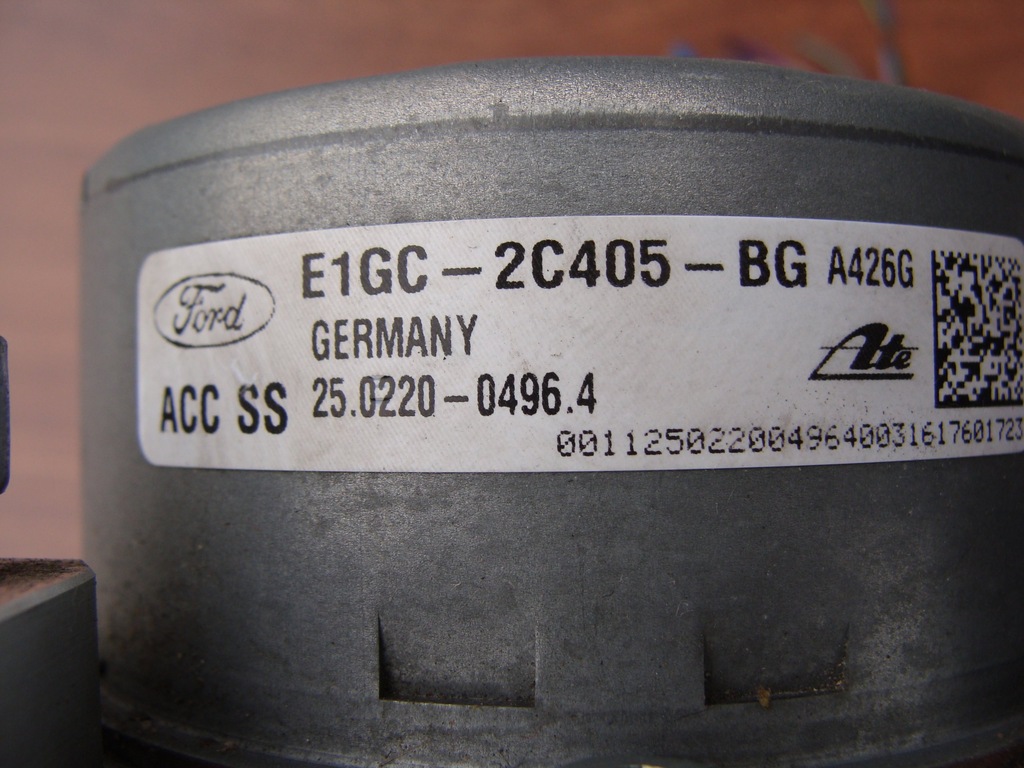 Ford E1GC-2C405-BG A426G
GERMANY
Ate
ACC SS 25.0220-0496.4
0011250220049640031617601723